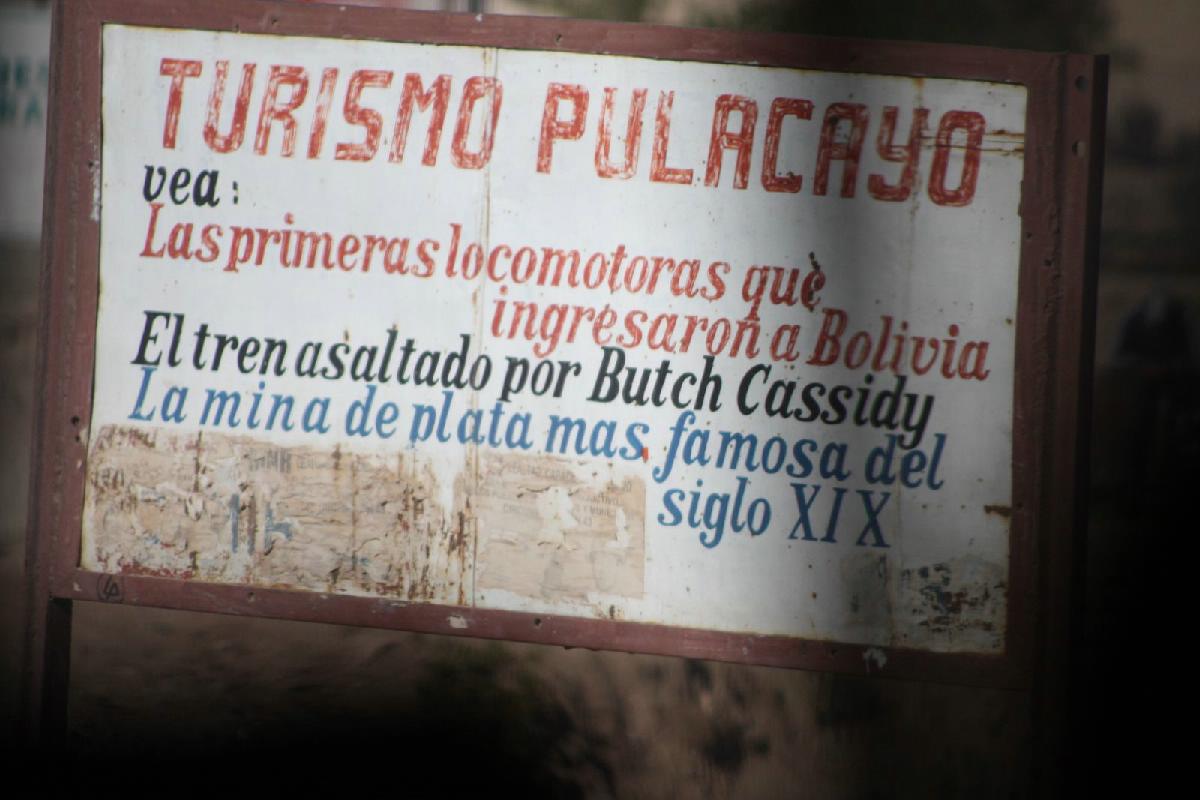 TURISMO PULACAYO
vea:
Las primeras locomotoras què
ingresaron a Bolivia
El tren asaltado por Butch Cassidy
La mina de plata mas famosa del
siglo XIX